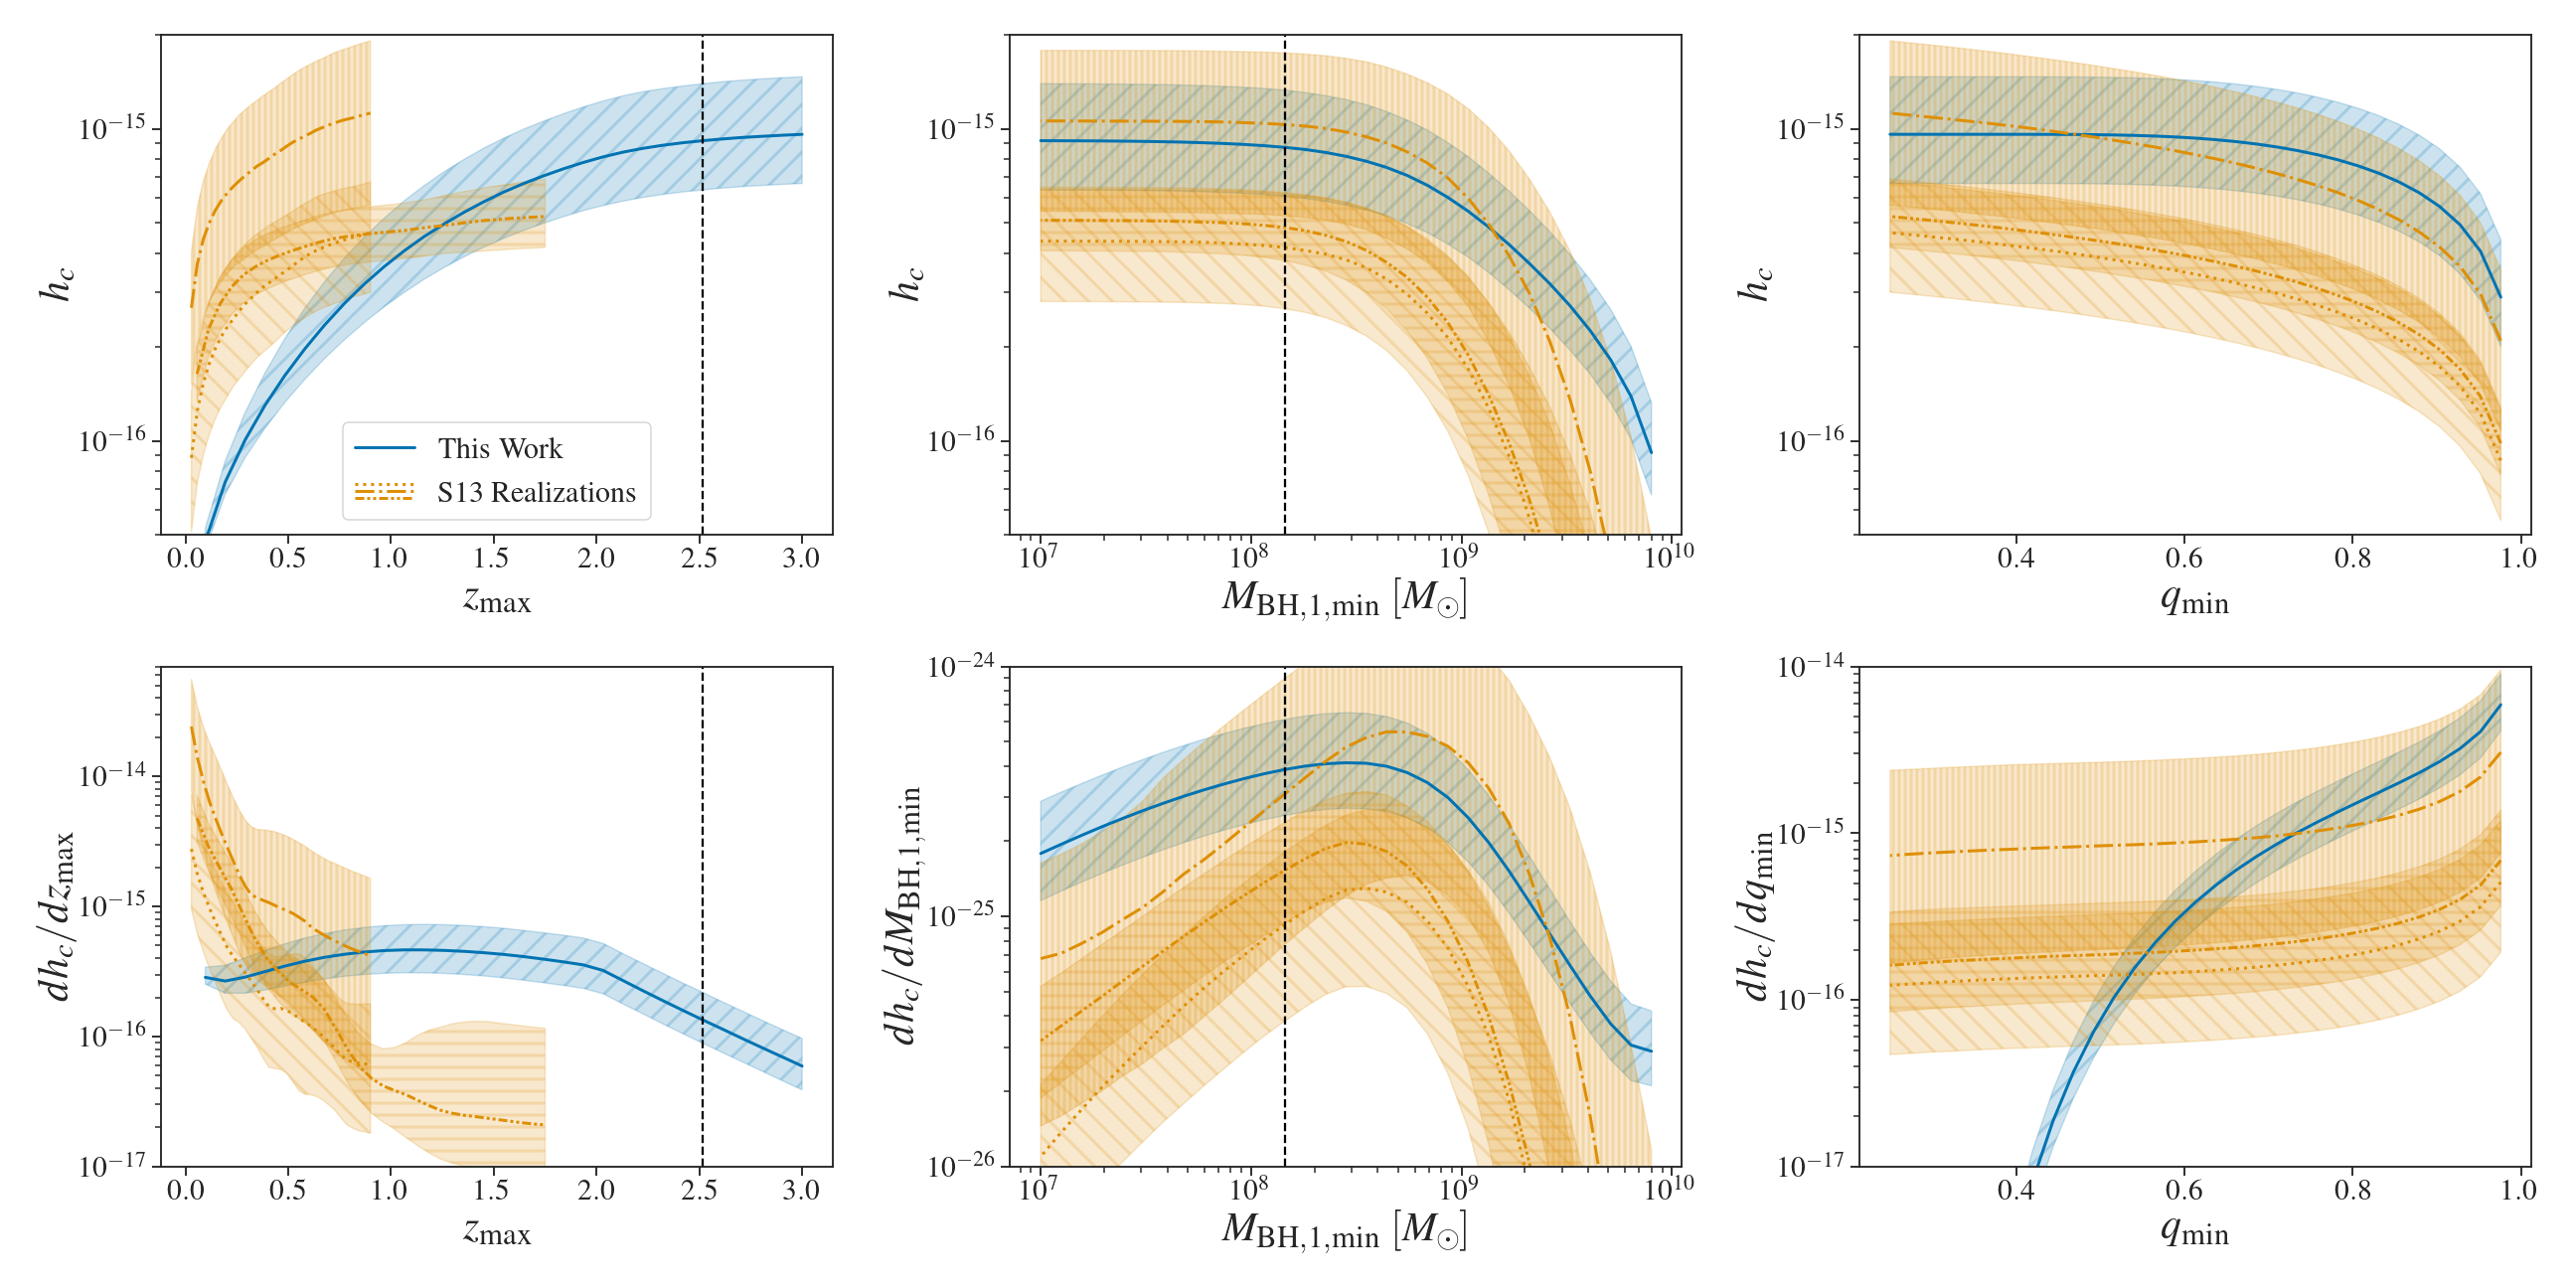 10^{-15}
10^{-16}
h_c
This Work
S13 Realizations
0.0 0.5 1.0 1.5 2.0 2.5 3.0
z_max
10^{-15}
10^{-16}
h_c
10^7 10^8 10^9 10^{10}
M_{BH,1,min} [M_⊙]
10^{-15}
10^{-16}
h_c
0.4 0.6 0.8 1.0
q_min
10^{-14}
10^{-15}
10^{-16}
10^{-17}
dh_c/dz_max
0.0 0.5 1.0 1.5 2.0 2.5 3.0
z_max
10^{-24}
10^{-25}
10^{-26}
dh_c/dM_{BH,1,min}
10^7 10^8 10^9 10^{10}
M_{BH,1,min} [M_⊙]
10^{-14}
10^{-15}
10^{-16}
10^{-17}
dh_c/dq_min
0.4 0.6 0.8 1.0
q_min